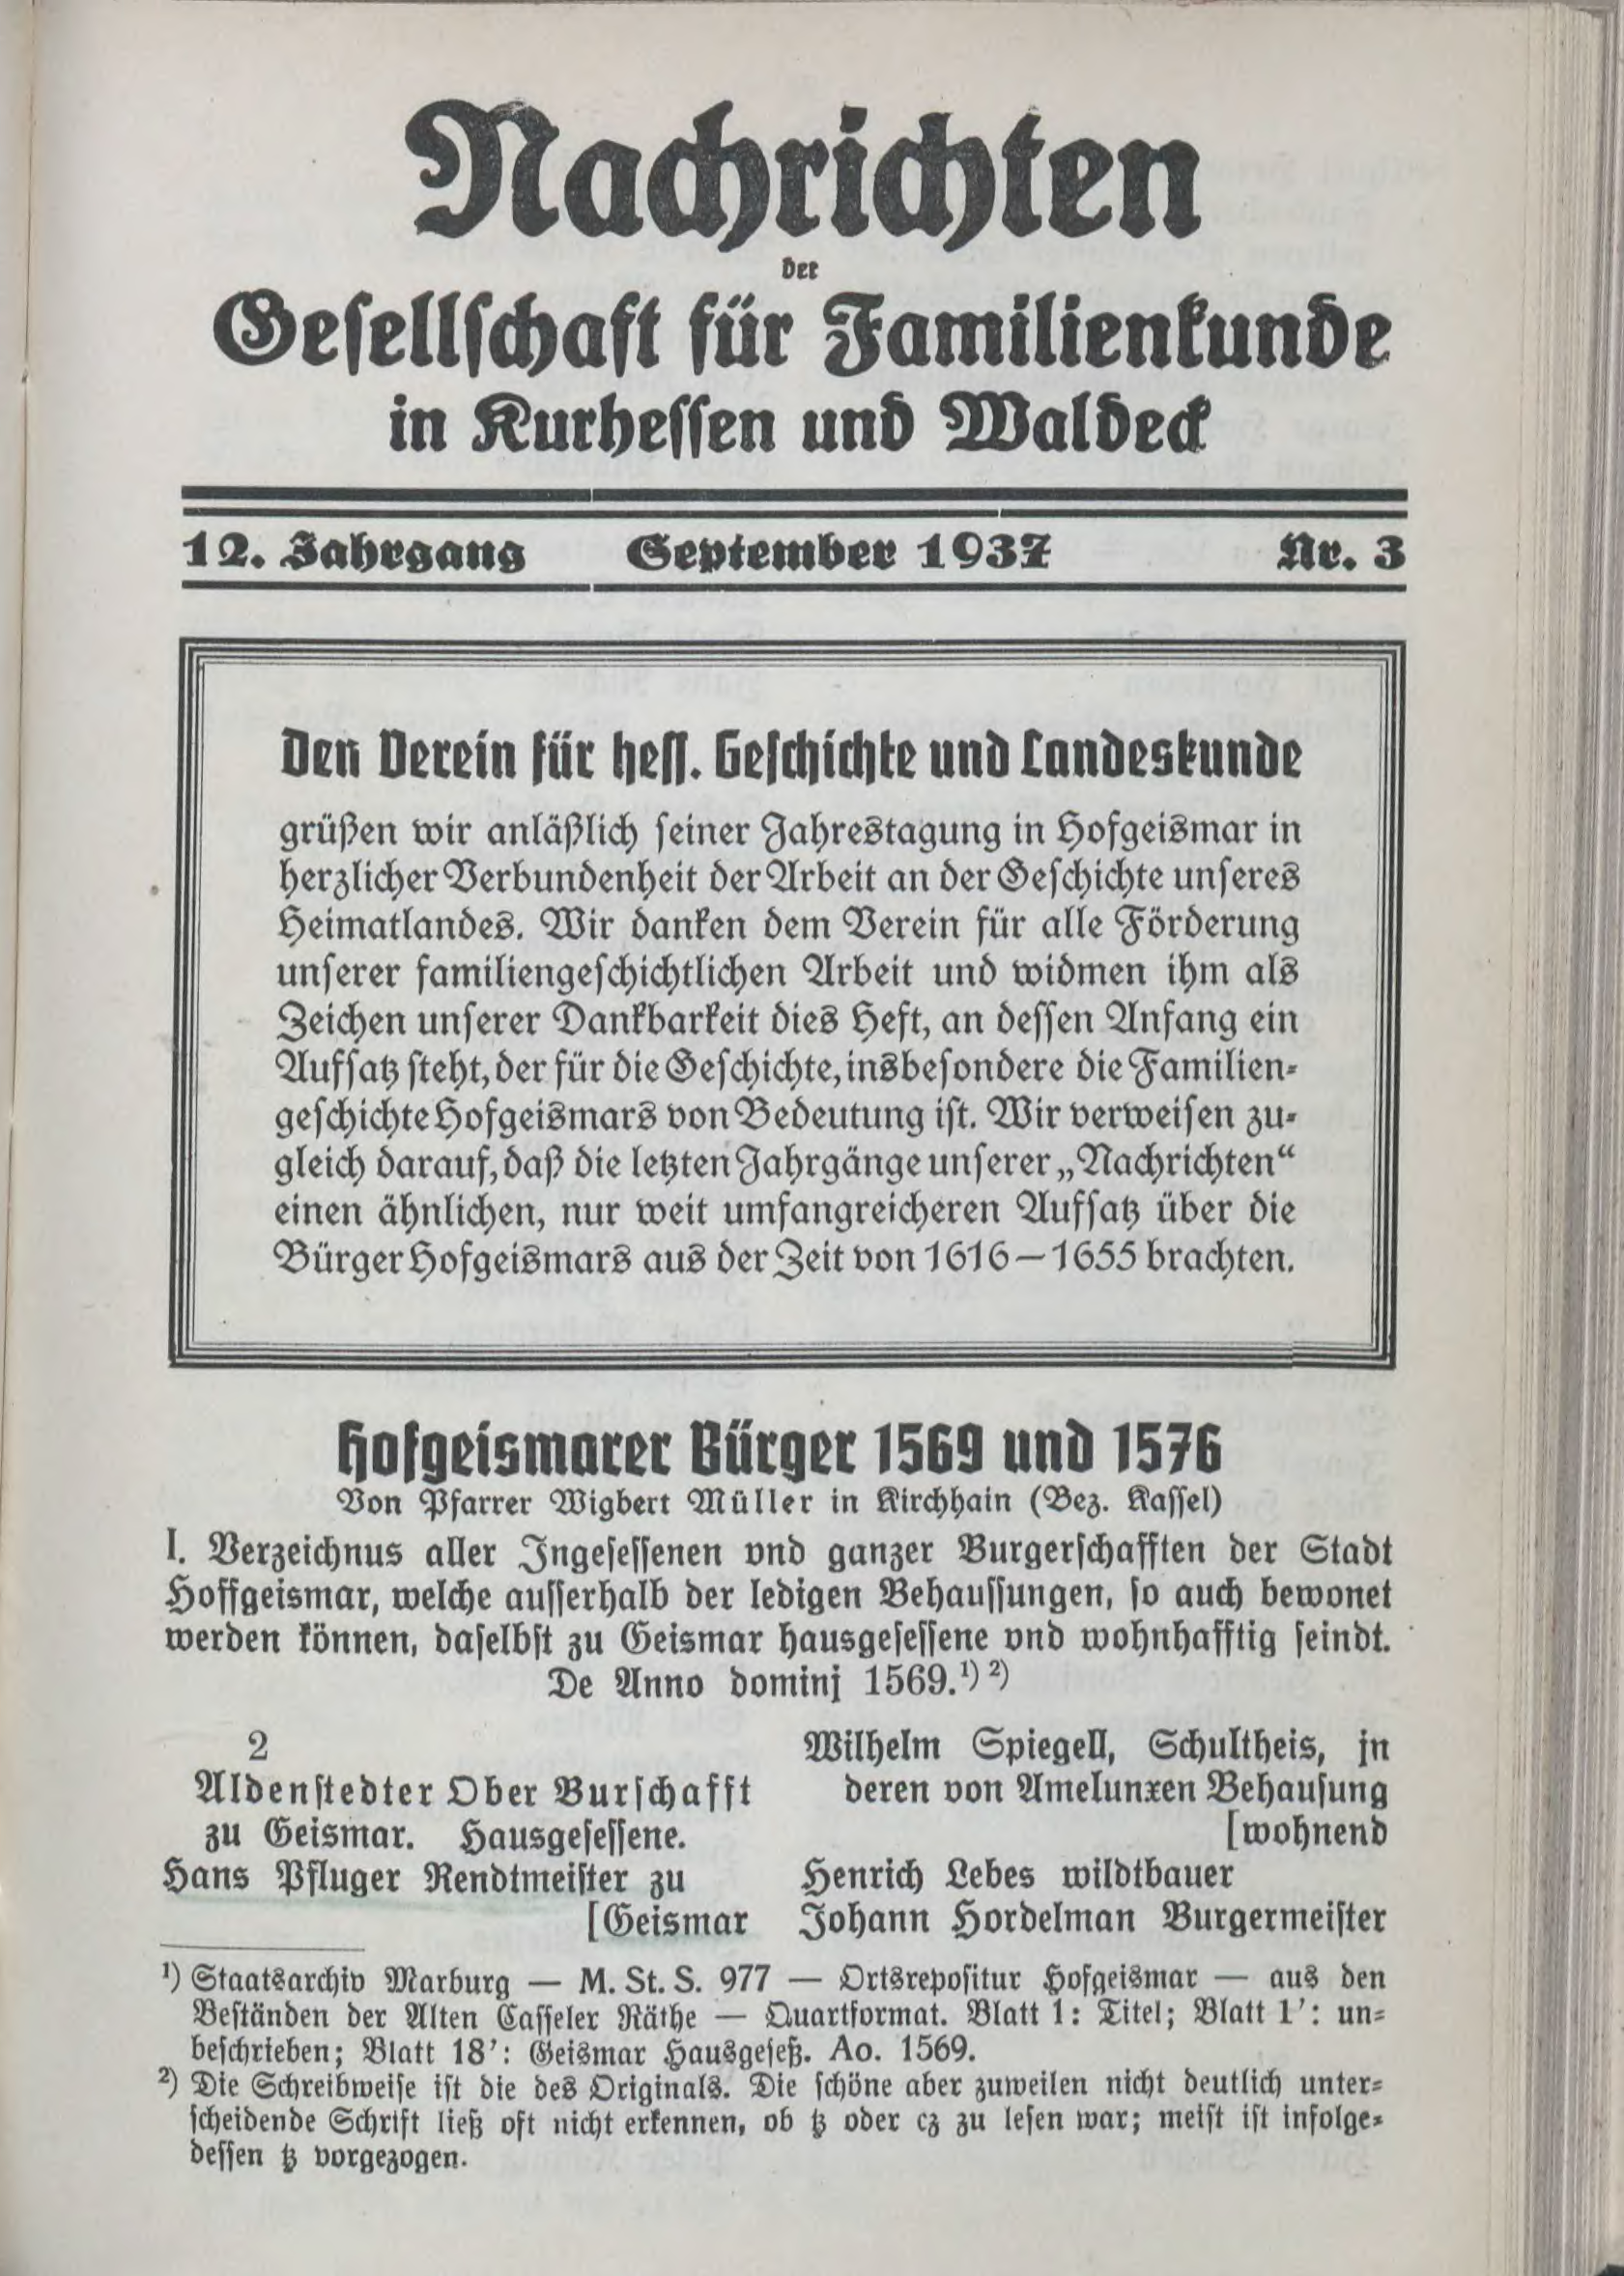 Nachrichten
der
Gesellschaft für Familienkunde
in Kurhessen und Waldeck
12. Jahrgang September 1937 Nr. 3
Den Verein für hess. Geschichte und Landeskunde
grüßen wir anläßlich seiner Jahrestagung in Hofgeismar in
herzlicher Verbundenheit der Arbeit an der Geschichte unseres
Heimatlandes. Wir danken dem Verein für alle Förderung
unserer familiengeschichtlichen Arbeit und widmen ihm als
Zeichen unserer Dankbarkeit dies Heft, an dessen Anfang ein
Aufsatz steht, der für die Geschichte, insbesondere die Familien-
geschichte Hofgeismars von Bedeutung ist. Wir verweisen zu-
gleich darauf, daß die letzten Jahrgänge unserer „Nachrichten“
einen ähnlichen, nur weit umfangreicheren Aufsatz über die
Bürger Hofgeismars aus der Zeit von 1616–1655 brachten.
Hofgeismarer Bürger 1569 und 1576
Von Pfarrer Wigbert Müller in Kirchhain (Bez. Kassel)
I. Verzeichnus aller Ingesessenen vnd ganzer Burgerschafften der Stadt
Hoffgeismar, welche ausserhalb der ledigen Behaussungen, so auch bewonet
werden können, daselbst zu Geismar hausgesessene vnd wohnhafftig seindt.
De Anno dominj 1569.¹) ²)
2
Aldenstedter Ober Burschafft
zu Geismar. Hausgesessene.
Hans Pfluger Rendtmeister zu
[Geismar
Wilhelm Spiegell, Schultheis, jn
deren von Amelunxen Behausung
[wohnend
Henrich Lebes wildtbauer
Johann Hordelman Burgermeister
¹) Staatsarchiv Marburg — M. St. S. 977 — Ortsrepositur Hofgeismar — aus den
Beständen der Alten Casseler Räthe — Quartformat. Blatt 1: Titel; Blatt 1’: un-
beschrieben; Blatt 18’: Geismar Hausgeseß. Ao. 1569.
²) Die Schreibweise ist die des Originals. Die schöne aber zuweilen nicht deutlich unter-
scheidende Schrift ließ oft nicht erkennen, ob tz oder cz zu lesen war; meist ist infolge-
dessen tz vorgezogen.